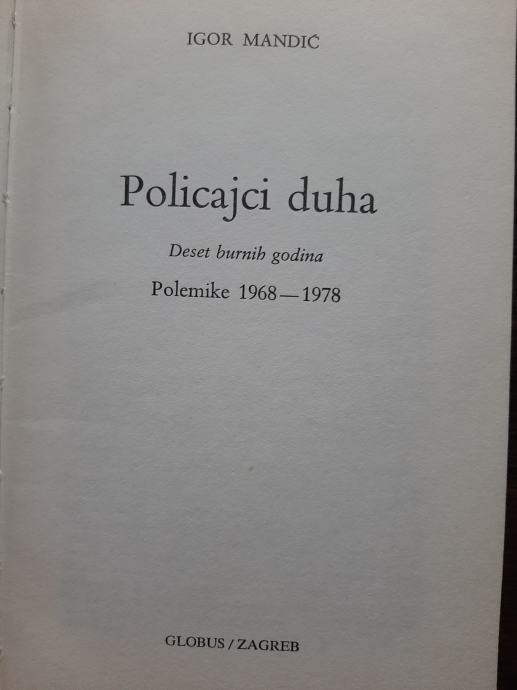 IGOR MANDIĆ
Policajci duha
Deset burnih godina
Polemike 1968—1978
GLOBUS/ZAGREB